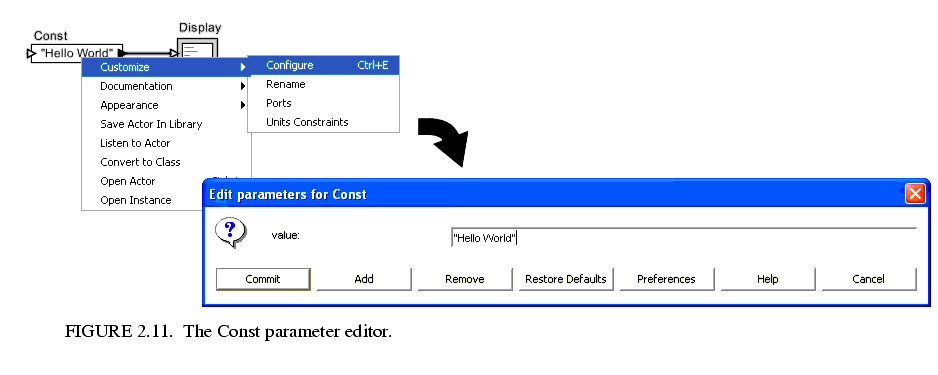 Const
Display
"Hello World"
Customize
Documentation
Appearance
Save Actor In Library
Listen to Actor
Convert to Class
Open Actor
Open Instance
Configure Ctrl+E
Rename
Ports
Units Constraints
Edit parameters for Const
value: "Hello World"
Commit Add Remove Restore Defaults Preferences Help Cancel
FIGURE 2.11. The Const parameter editor.